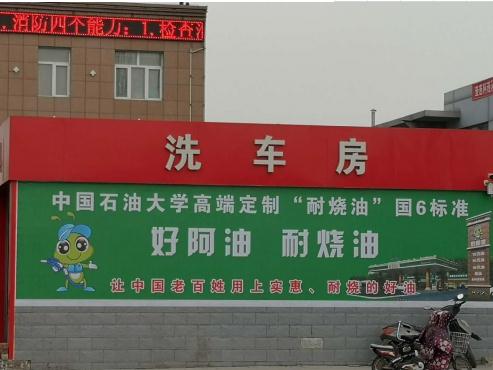 .消防四个能力:1.检查消
洗车房
中国石油大学高端定制“耐烧油”国6标准
好阿油 耐烧油
让中国老百姓用上实惠、耐烧的好油